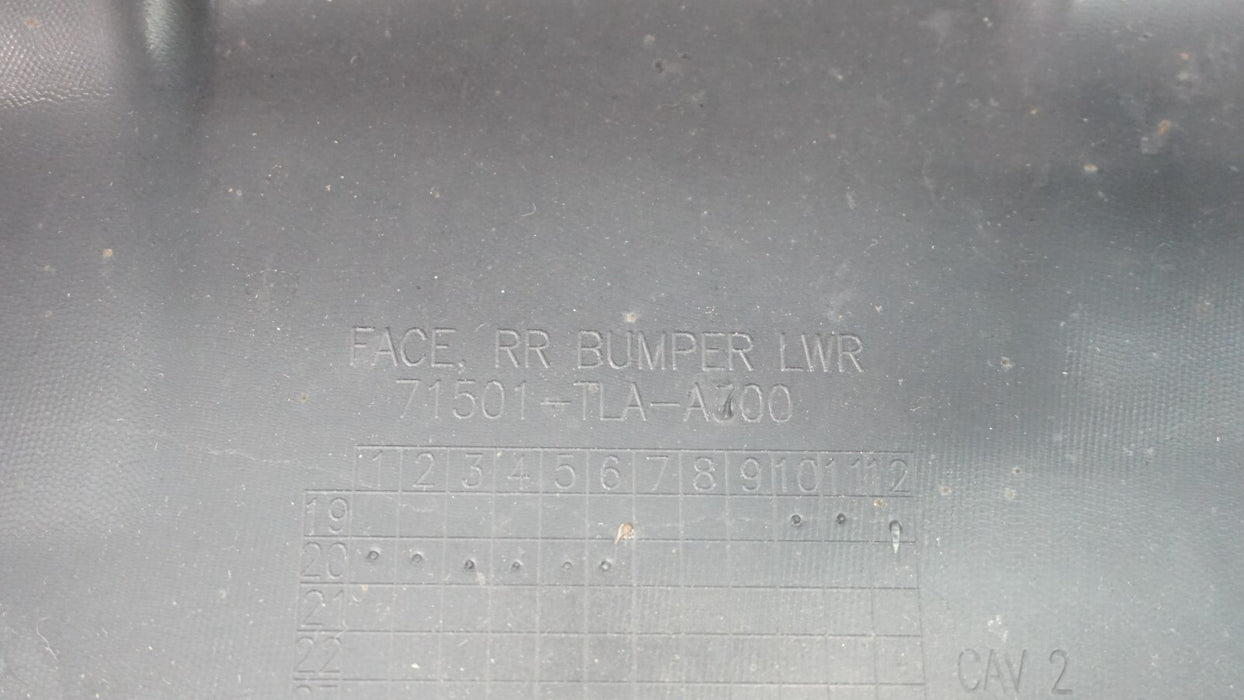 FACE, RR BUMPER LWR
71501-TLA-A700
1 2 3 4 5 6 7 8 9 10 11 12
19
20
21
22
CAV 2